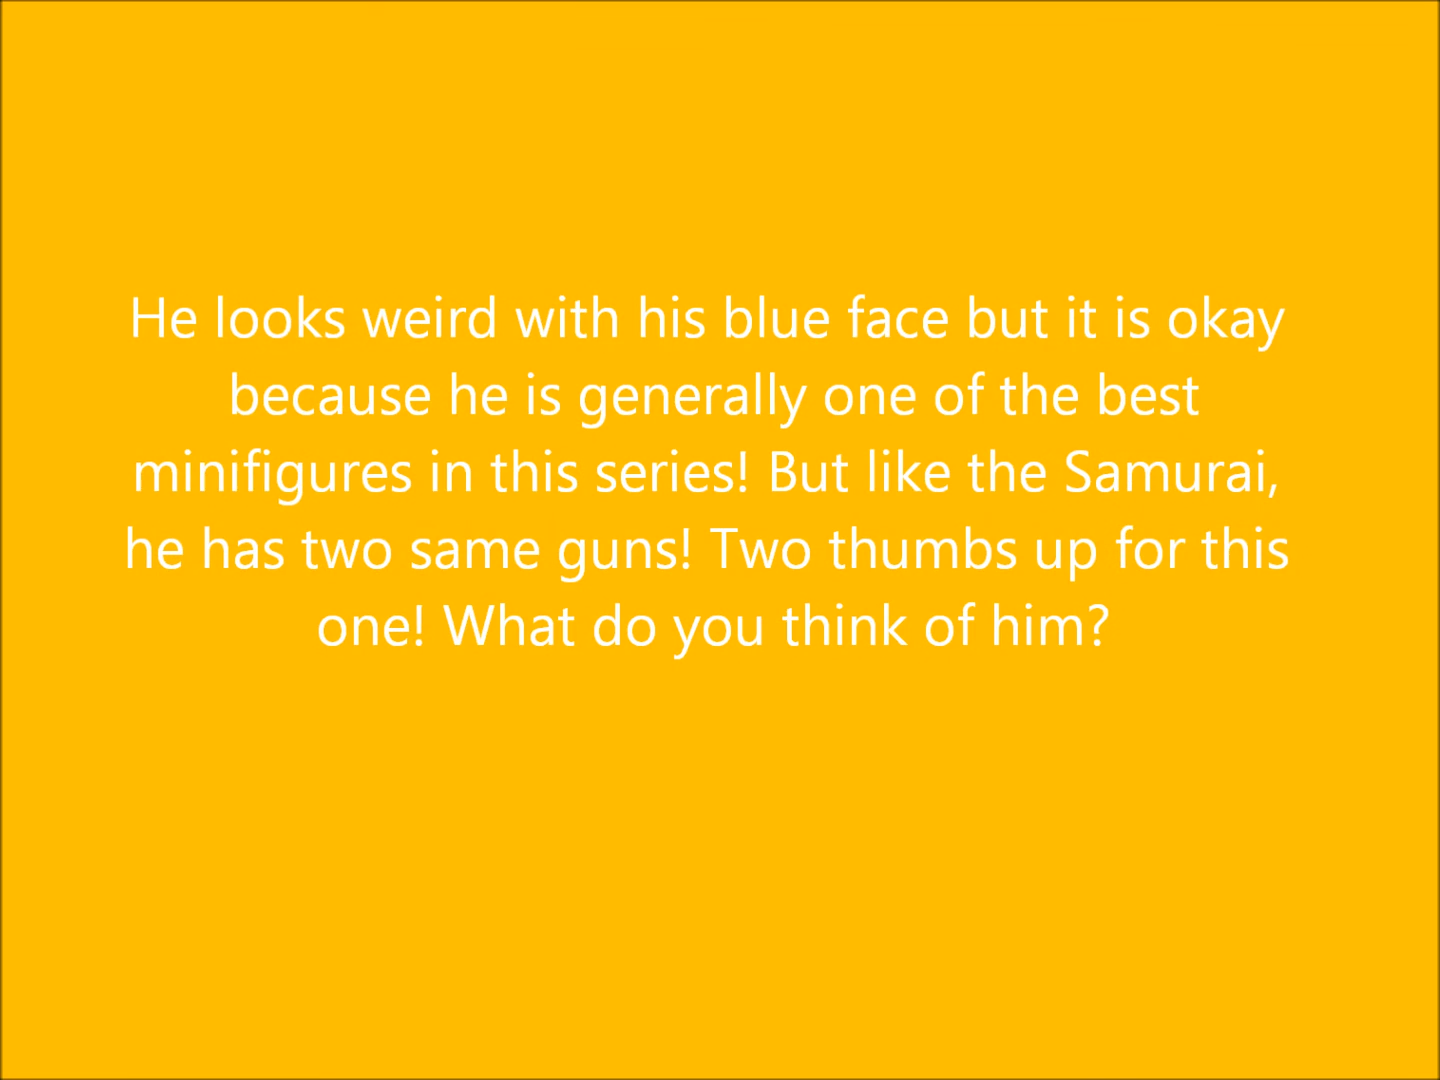 He looks weird with his blue face but it is okay
because he is generally one of the best
minifigures in this series! But like the Samurai,
he has two same guns! Two thumbs up for this
one! What do you think of him?